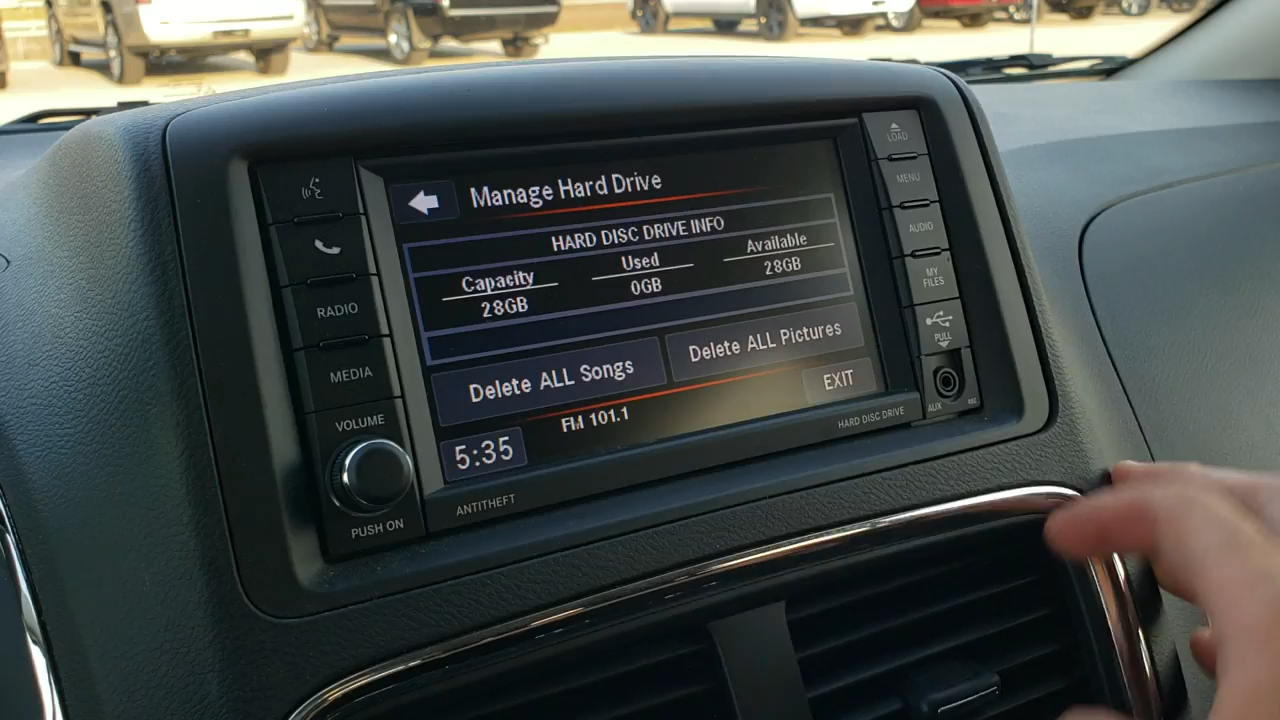 Manage Hard Drive
HARD DISC DRIVE INFO
Capacity
Used
Available
28GB
0GB
28GB
Delete ALL Songs
Delete ALL Pictures
EXIT
FM 101.1
5:35
HARD DISC DRIVE
ANTITHEFT
RADIO
MEDIA
VOLUME
PUSH ON
LOAD
MENU
AUDIO
MY
FILES
PULL
AUX